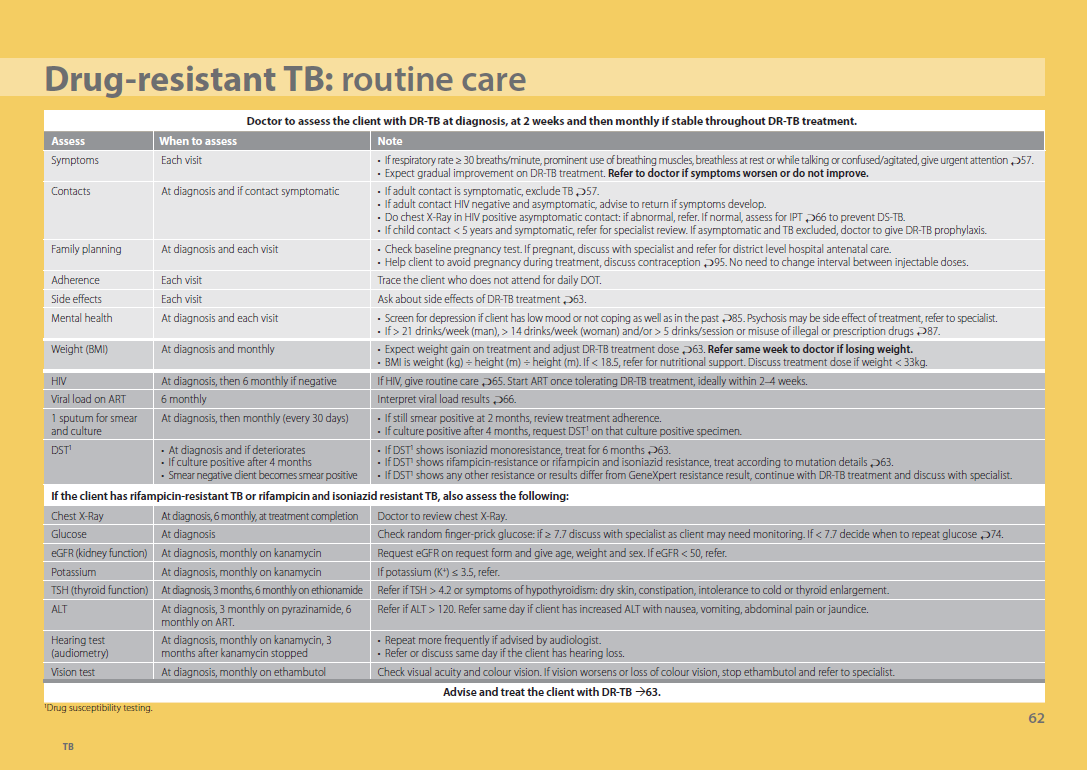 Drug-resistant TB: routine care
Doctor to assess the client with DR-TB at diagnosis, at 2 weeks and then monthly if stable throughout DR-TB treatment.
Assess When to assess Note
Symptoms Each visit • If respiratory rate ≥ 30 breaths/minute, prominent use of breathing muscles, breathless at rest or while talking or confused/agitated, give urgent attention ⮌57.
• Expect gradual improvement on DR-TB treatment. Refer to doctor if symptoms worsen or do not improve.
Contacts At diagnosis and if contact symptomatic • If adult contact is symptomatic, exclude TB ⮌57.
• If adult contact HIV negative and asymptomatic, advise to return if symptoms develop.
• Do chest X-Ray in HIV positive asymptomatic contact: if abnormal, refer. If normal, assess for IPT ⮌66 to prevent DS-TB.
• If child contact < 5 years and symptomatic, refer for specialist review. If asymptomatic and TB excluded, doctor to give DR-TB prophylaxis.
Family planning At diagnosis and each visit • Check baseline pregnancy test. If pregnant, discuss with specialist and refer for district level hospital antenatal care.
• Help client to avoid pregnancy during treatment, discuss contraception ⮌95. No need to change interval between injectable doses.
Adherence Each visit Trace the client who does not attend for daily DOT.
Side effects Each visit Ask about side effects of DR-TB treatment ⮌63.
Mental health At diagnosis and each visit • Screen for depression if client has low mood or not coping as well as in the past ⮌85. Psychosis may be side effect of treatment, refer to specialist.
• If > 21 drinks/week (man), > 14 drinks/week (woman) and/or > 5 drinks/session or misuse of illegal or prescription drugs ⮌87.
Weight (BMI) At diagnosis and monthly • Expect weight gain on treatment and adjust DR-TB treatment dose ⮌63. Refer same week to doctor if losing weight.
• BMI is weight (kg) ÷ height (m) ÷ height (m). If < 18.5, refer for nutritional support. Discuss treatment dose if weight < 33kg.
HIV At diagnosis, then 6 monthly if negative If HIV, give routine care ⮌65. Start ART once tolerating DR-TB treatment, ideally within 2–4 weeks.
Viral load on ART 6 monthly Interpret viral load results ⮌66.
1 sputum for smear At diagnosis, then monthly (every 30 days) • If still smear positive at 2 months, review treatment adherence.
and culture • If culture positive after 4 months, request DST¹ on that culture positive specimen.
DST¹ • At diagnosis and if deteriorates • If DST¹ shows isoniazid monoresistance, treat for 6 months ⮌63.
• If culture positive after 4 months • If DST¹ shows rifampicin-resistance or rifampicin and isoniazid resistance, treat according to mutation details ⮌63.
• Smear negative client becomes smear positive • If DST¹ shows any other resistance or results differ from GeneXpert resistance result, continue with DR-TB treatment and discuss with specialist.
If the client has rifampicin-resistant TB or rifampicin and isoniazid resistant TB, also assess the following:
Chest X-Ray At diagnosis, 6 monthly, at treatment completion Doctor to review chest X-Ray.
Glucose At diagnosis Check random finger-prick glucose: if ≥ 7.7 discuss with specialist as client may need monitoring. If < 7.7 decide when to repeat glucose ⮌74.
eGFR (kidney function) At diagnosis, monthly on kanamycin Request eGFR on request form and give age, weight and sex. If eGFR < 50, refer.
Potassium At diagnosis, monthly on kanamycin If potassium (K⁺) ≤ 3.5, refer.
TSH (thyroid function) At diagnosis, 3 months, 6 monthly on ethionamide Refer if TSH > 4.2 or symptoms of hypothyroidism: dry skin, constipation, intolerance to cold or thyroid enlargement.
ALT At diagnosis, 3 monthly on pyrazinamide, 6 Refer if ALT > 120. Refer same day if client has increased ALT with nausea, vomiting, abdominal pain or jaundice.
monthly on ART.
Hearing test At diagnosis, monthly on kanamycin, 3 • Repeat more frequently if advised by audiologist.
(audiometry) months after kanamycin stopped • Refer or discuss same day if the client has hearing loss.
Vision test At diagnosis, monthly on ethambutol Check visual acuity and colour vision. If vision worsens or loss of colour vision, stop ethambutol and refer to specialist.
Advise and treat the client with DR-TB →63.
¹Drug susceptibility testing.
62
TB